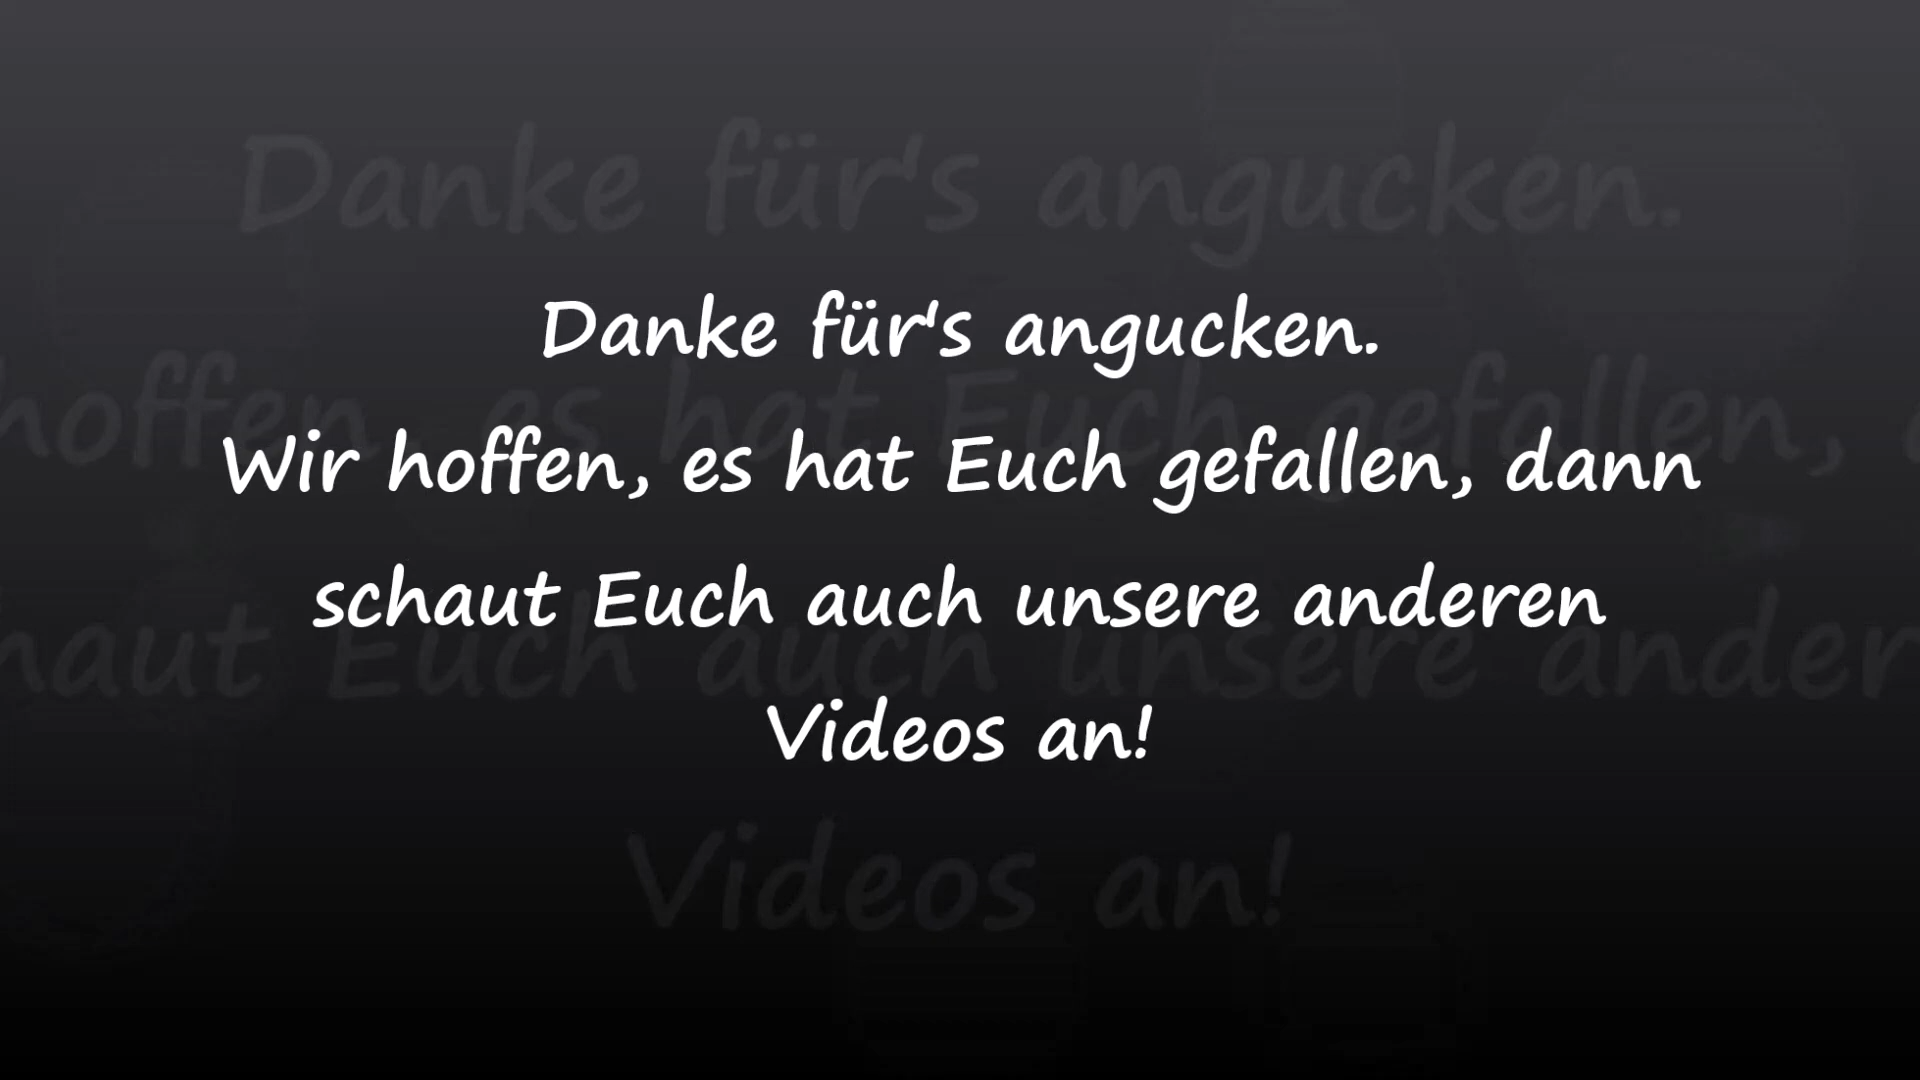 Danke für's angucken.
Wir hoffen, es hat Euch gefallen, dann
schaut Euch auch unsere anderen
Videos an!